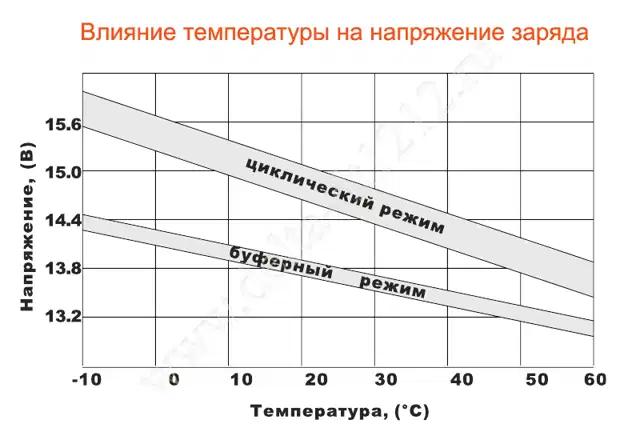 Влияние температуры на напряжение заряда
Напряжение, (В)
15.6
15.0
14.4
13.8
13.2
циклический режим
буферный режим
-10 0 10 20 30 40 50 60
Температура, (°C)